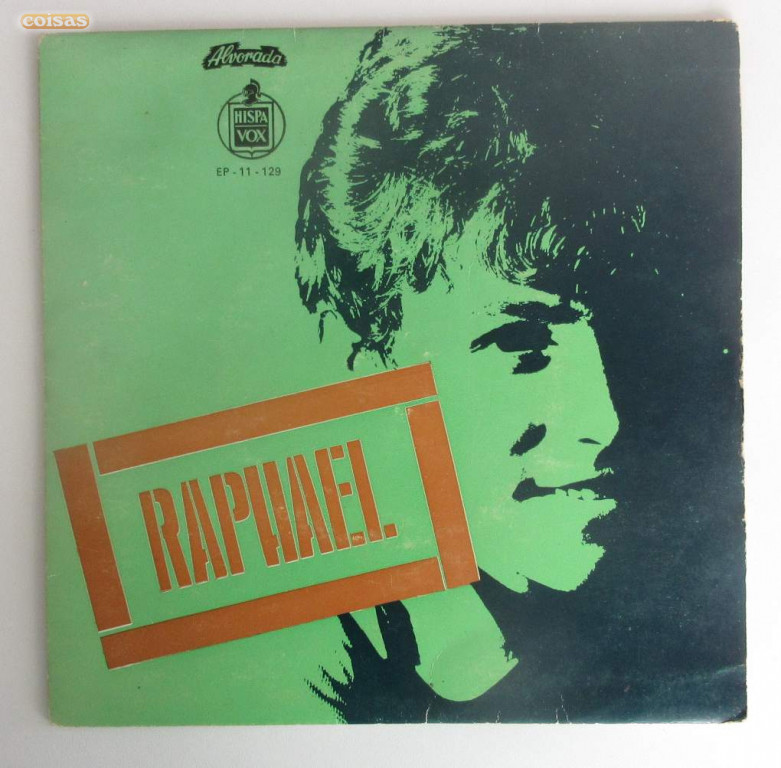 coisas
Alvorada
HISPA
VOX
EP - 11 - 129
RAPHAEL